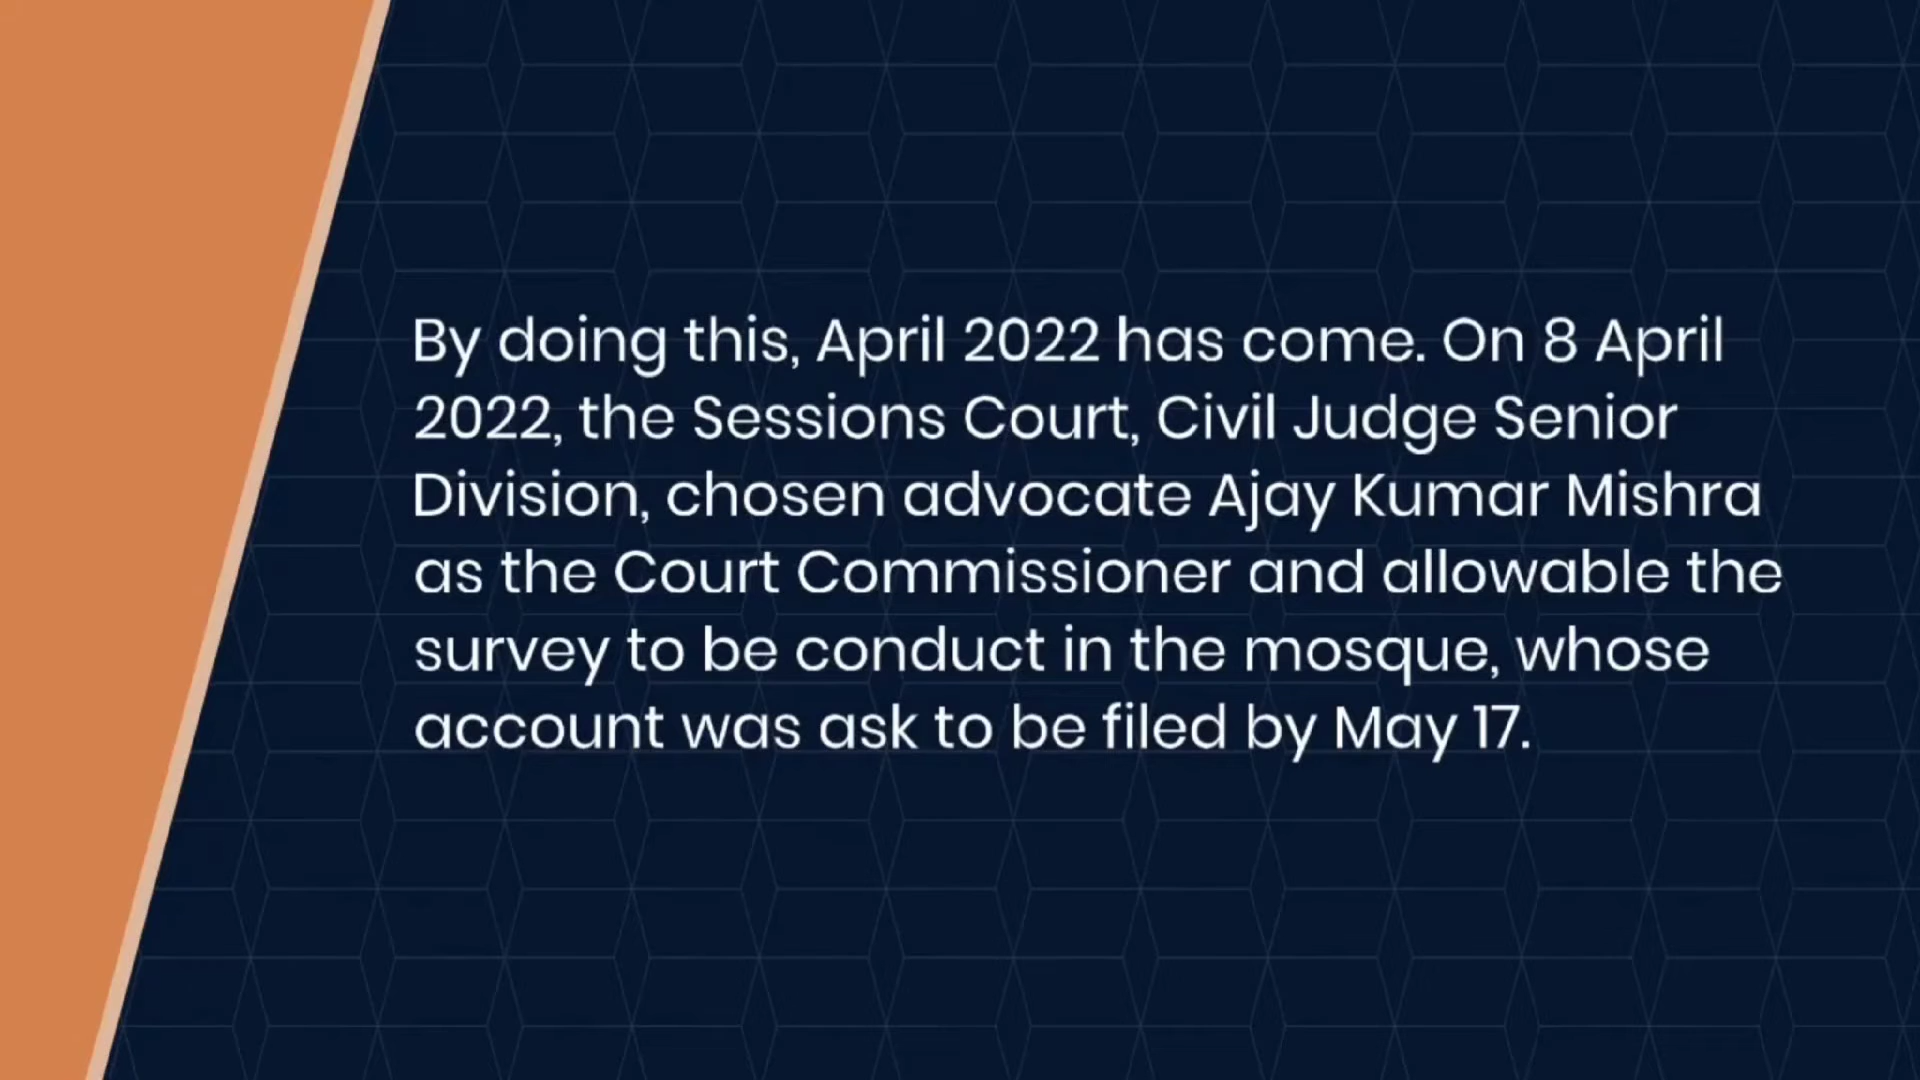 By doing this, April 2022 has come. On 8 April
2022, the Sessions Court, Civil Judge Senior
Division, chosen advocate Ajay Kumar Mishra
as the Court Commissioner and allowable the
survey to be conduct in the mosque, whose
account was ask to be filed by May 17.